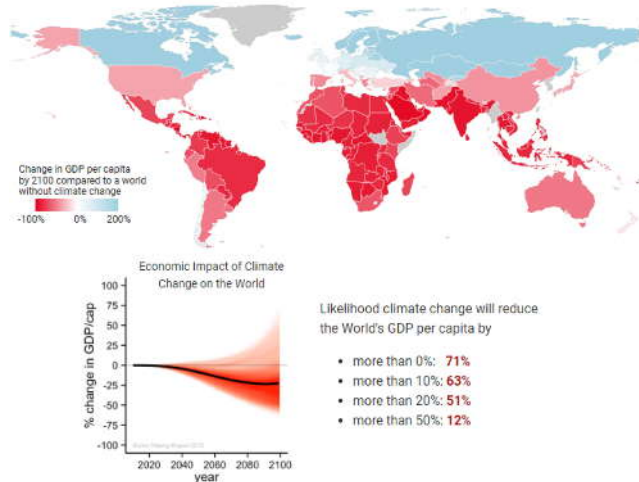 Change in GDP per capita
by 2100 compared to a world
without climate change
-100% 0% 200%
Economic Impact of Climate
Change on the World
% change in GDP/cap
100
75
50
25
0
-25
-50
-75
-100
2020 2040 2060 2080 2100
year
Likelihood climate change will reduce
the World's GDP per capita by
• more than 0%: 71%
• more than 10%: 63%
• more than 20%: 51%
• more than 50%: 12%